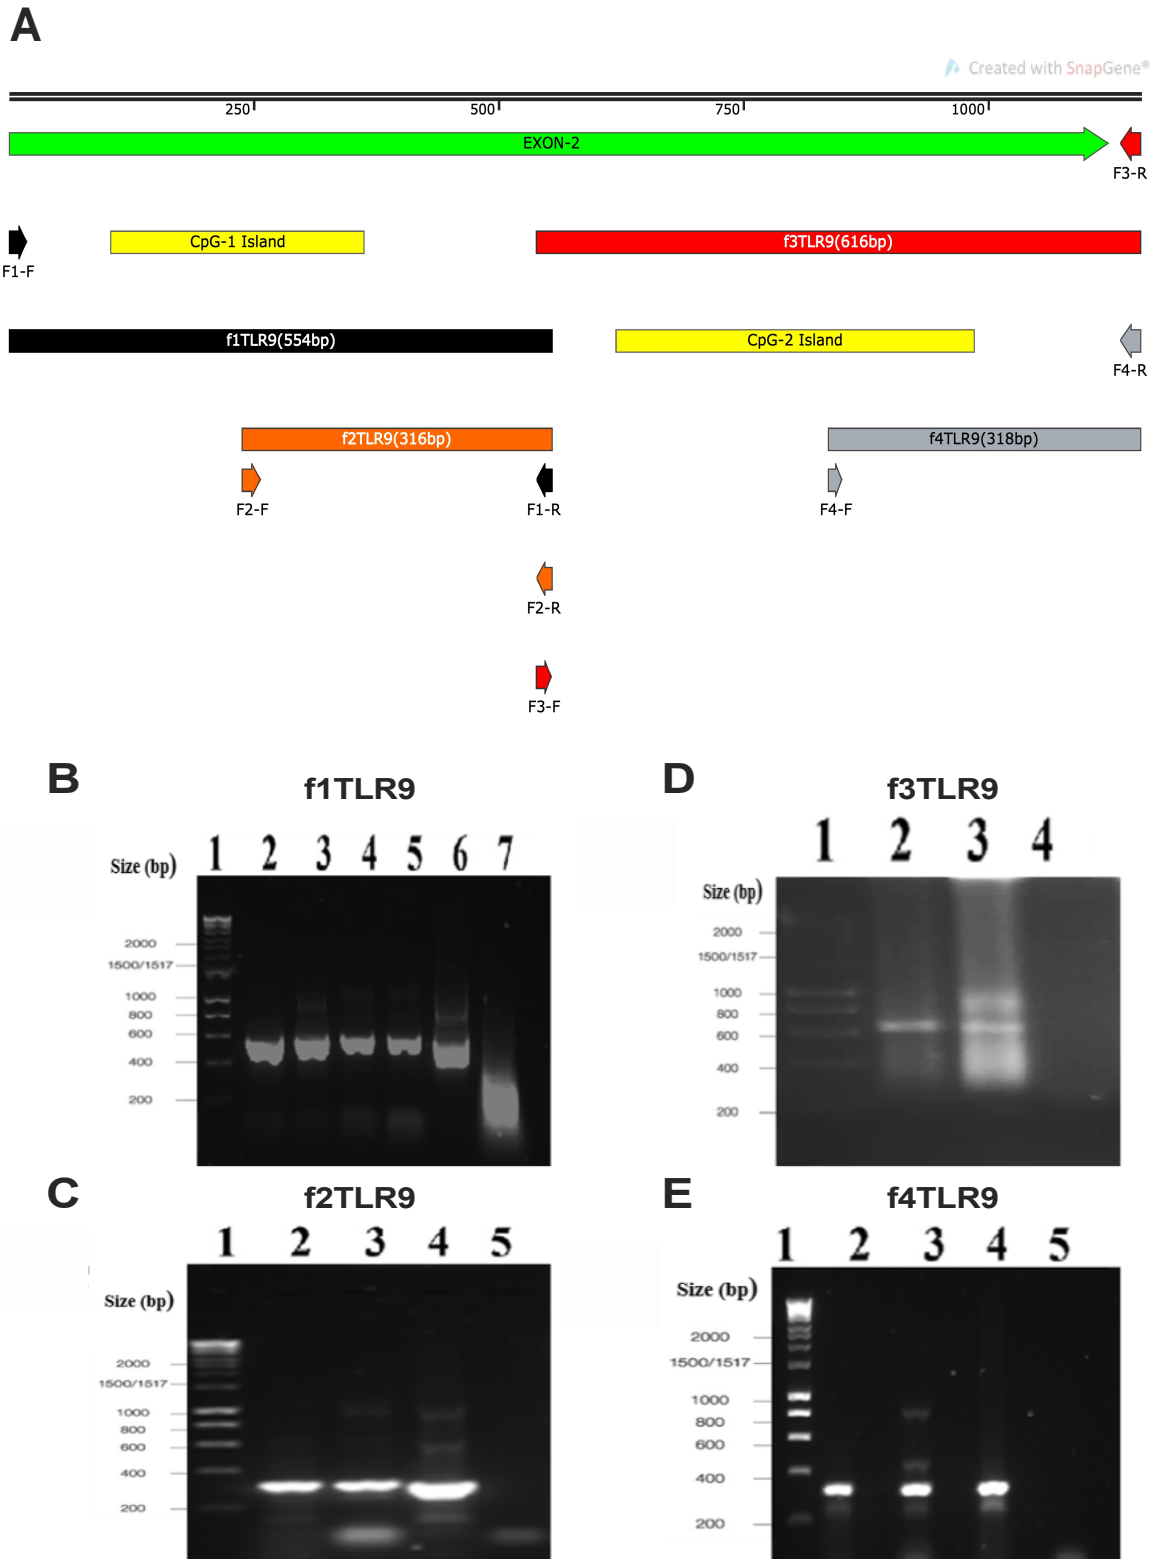 A
Created with SnapGene®
250 500 750 1000
EXON-2
F3-R
CpG-1 Island f3TLR9(616bp)
F1-F
f1TLR9(554bp) CpG-2 Island
F4-R
f2TLR9(316bp) f4TLR9(318bp)
F2-F F1-R F4-F
F2-R
F3-F
B f1TLR9
1 2 3 4 5 6 7
Size (bp)
2000
1500/1517
1000
800
600
400
200
D f3TLR9
1 2 3 4
Size (bp)
2000
1500/1517
1000
800
600
400
200
C f2TLR9
1 2 3 4 5
Size (bp)
2000
1500/1517
1000
800
600
400
200
E f4TLR9
1 2 3 4 5
Size (bp)
2000
1500/1517
1000
800
600
400
200